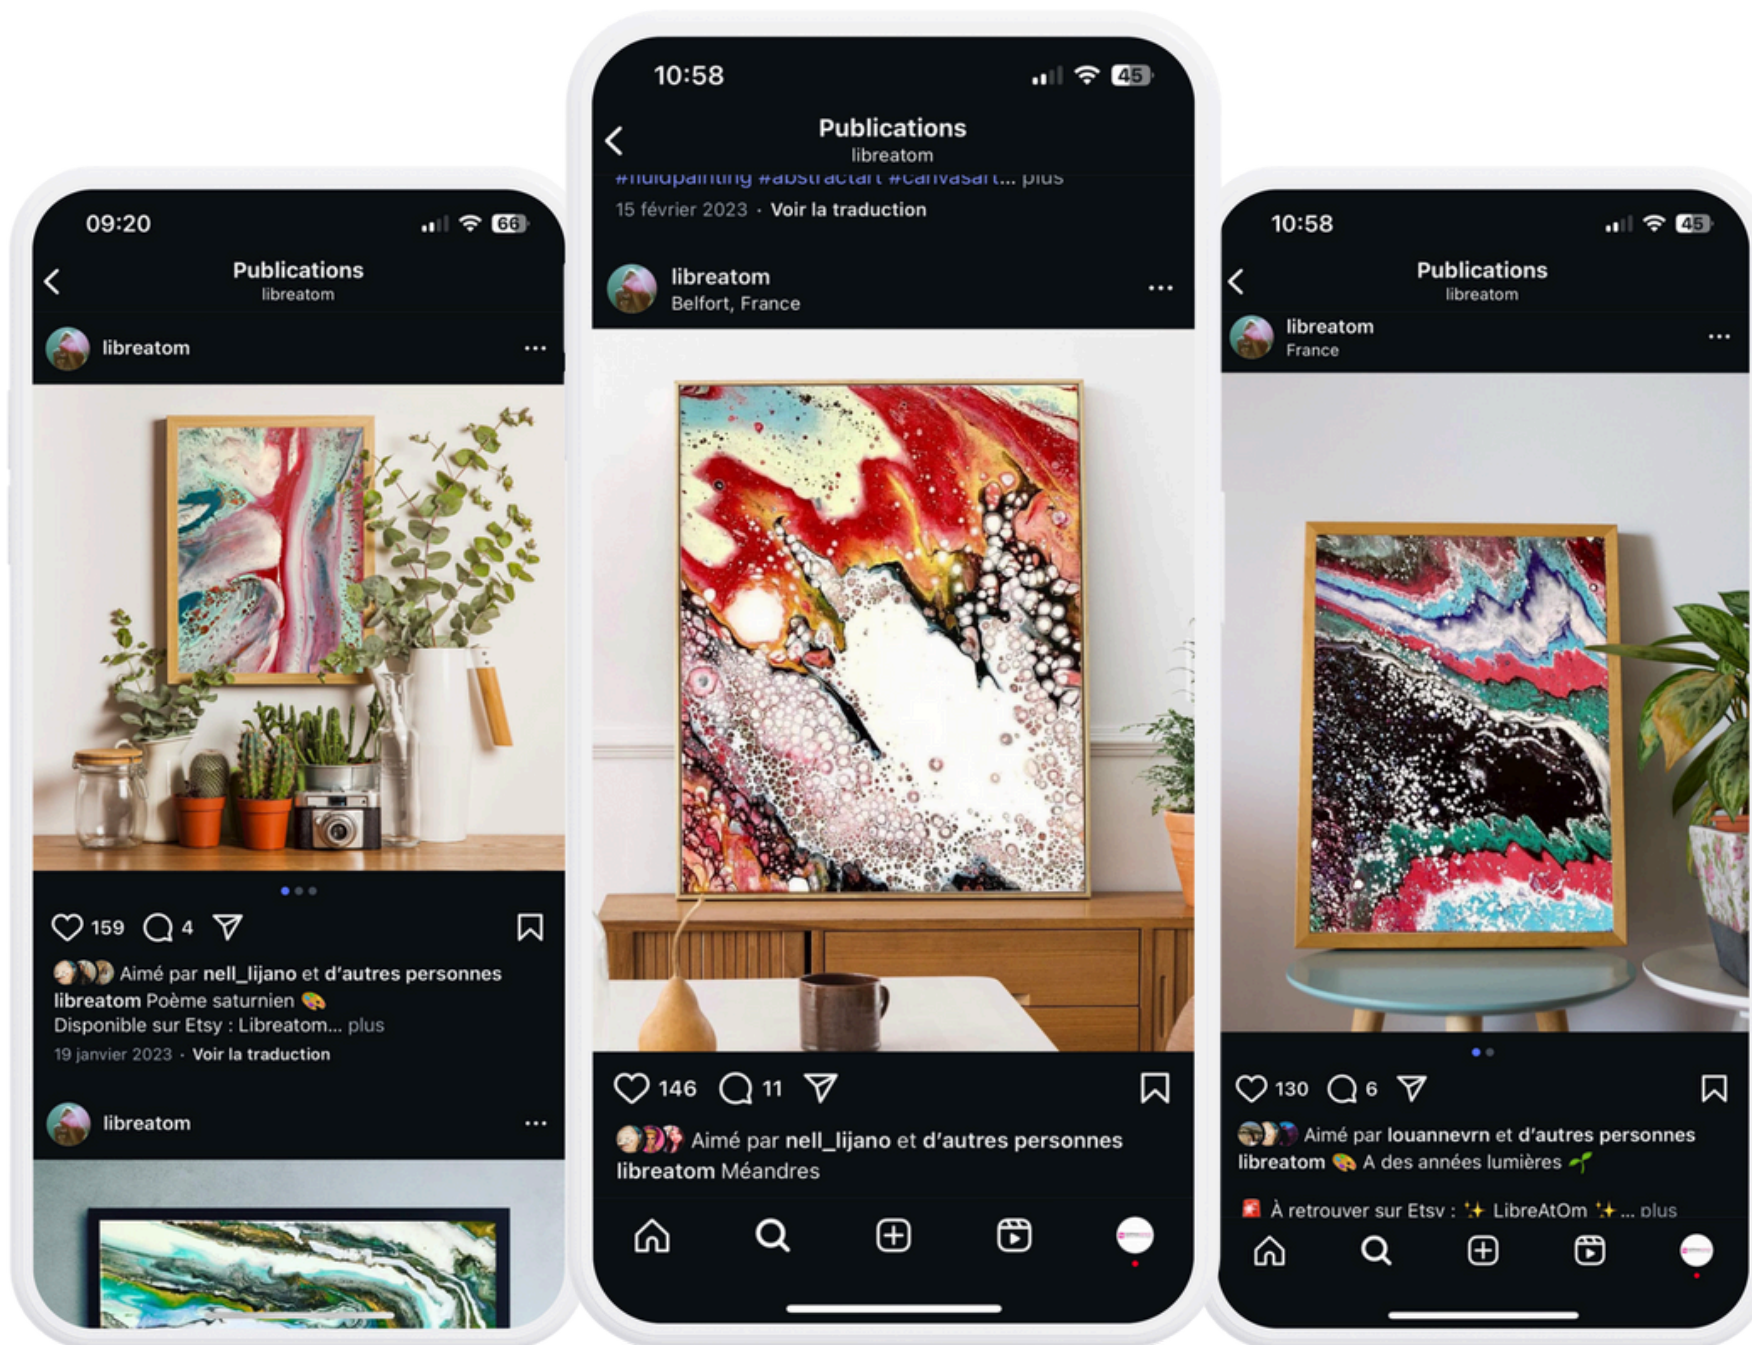 09:20
66
Publications
libreatom
libreatom
159
4
Aimé par nell_lijano et d'autres personnes
libreatom Poème saturnien 🎨
Disponible sur Etsy : Libreatom... plus
19 janvier 2023 · Voir la traduction
libreatom
10:58
45
Publications
libreatom
#fluidpainting #abstractart #canvasart... plus
15 février 2023 · Voir la traduction
libreatom
Belfort, France
146
11
Aimé par nell_lijano et d'autres personnes
libreatom Méandres
10:58
45
Publications
libreatom
libreatom
France
130
6
Aimé par louannevrn et d'autres personnes
libreatom 🎨 A des années lumières 🌱
🚨 À retrouver sur Etsy : ✨ LibreAtOm ✨... plus